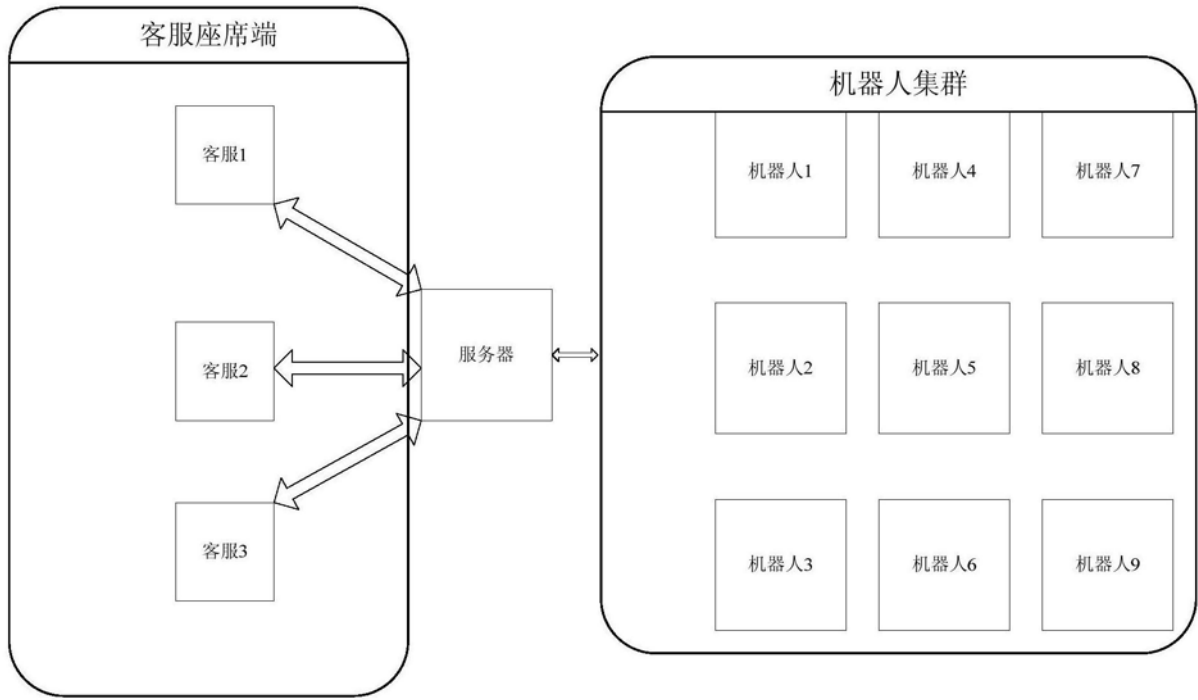 客服座席端
客服1
客服2
客服3
服务器
机器人集群
机器人1
机器人4
机器人7
机器人2
机器人5
机器人8
机器人3
机器人6
机器人9